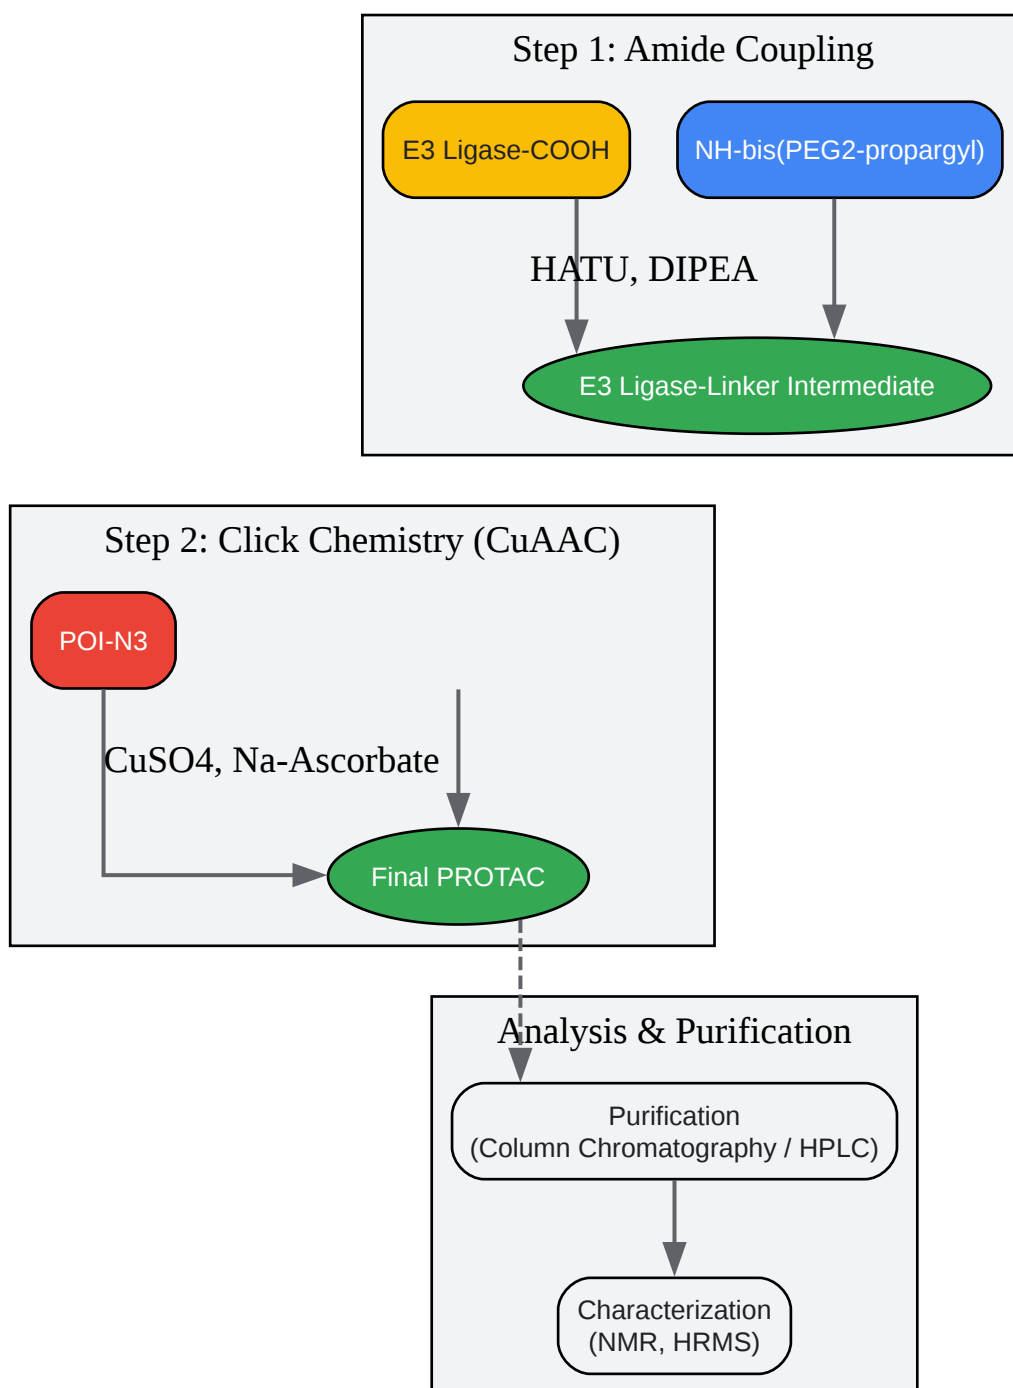 Step 1: Amide Coupling
E3 Ligase-COOH
NH-bis(PEG2-propargyl)
HATU, DIPEA
E3 Ligase-Linker Intermediate
Step 2: Click Chemistry (CuAAC)
POI-N3
CuSO4, Na-Ascorbate
Final PROTAC
Analysis & Purification
Purification
(Column Chromatography / HPLC)
Characterization
(NMR, HRMS)